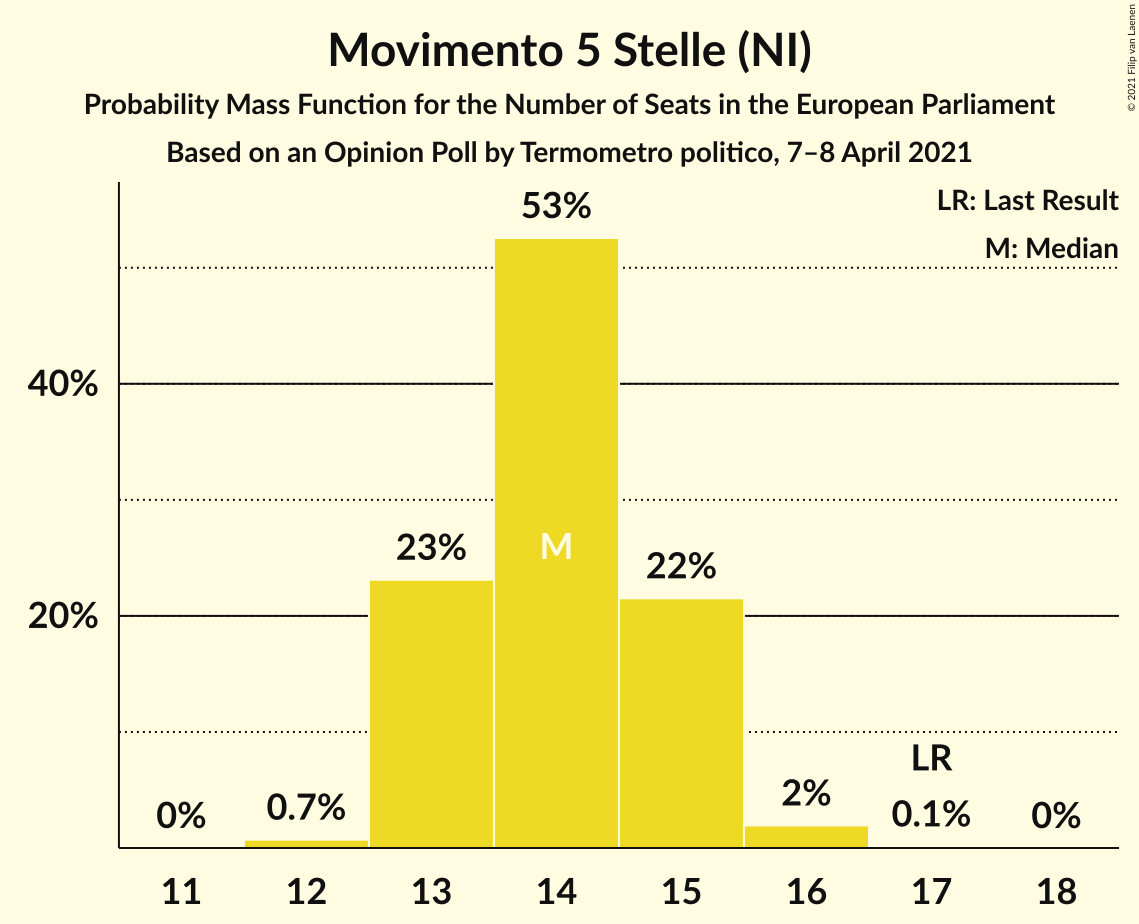 Movimento 5 Stelle (NI)
Probability Mass Function for the Number of Seats in the European Parliament
Based on an Opinion Poll by Termometro politico, 7–8 April 2021
© 2021 Filip van Laenen
LR: Last Result
M: Median
53%
40%
23%
M
22%
20%
LR
0%
0.7%
2%
0.1%
0%
11 12 13 14 15 16 17 18